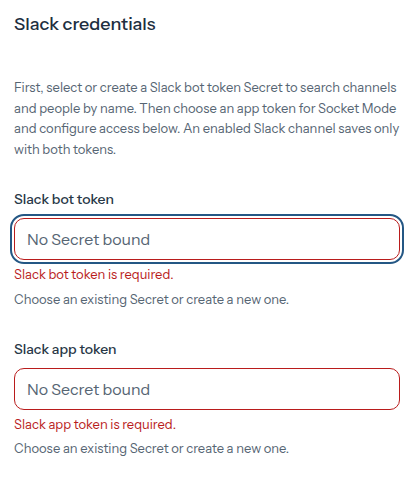 Slack credentials
First, select or create a Slack bot token Secret to search channels
and people by name. Then choose an app token for Socket Mode
and configure access below. An enabled Slack channel saves only
with both tokens.
Slack bot token
No Secret bound
Slack bot token is required.
Choose an existing Secret or create a new one.
Slack app token
No Secret bound
Slack app token is required.
Choose an existing Secret or create a new one.